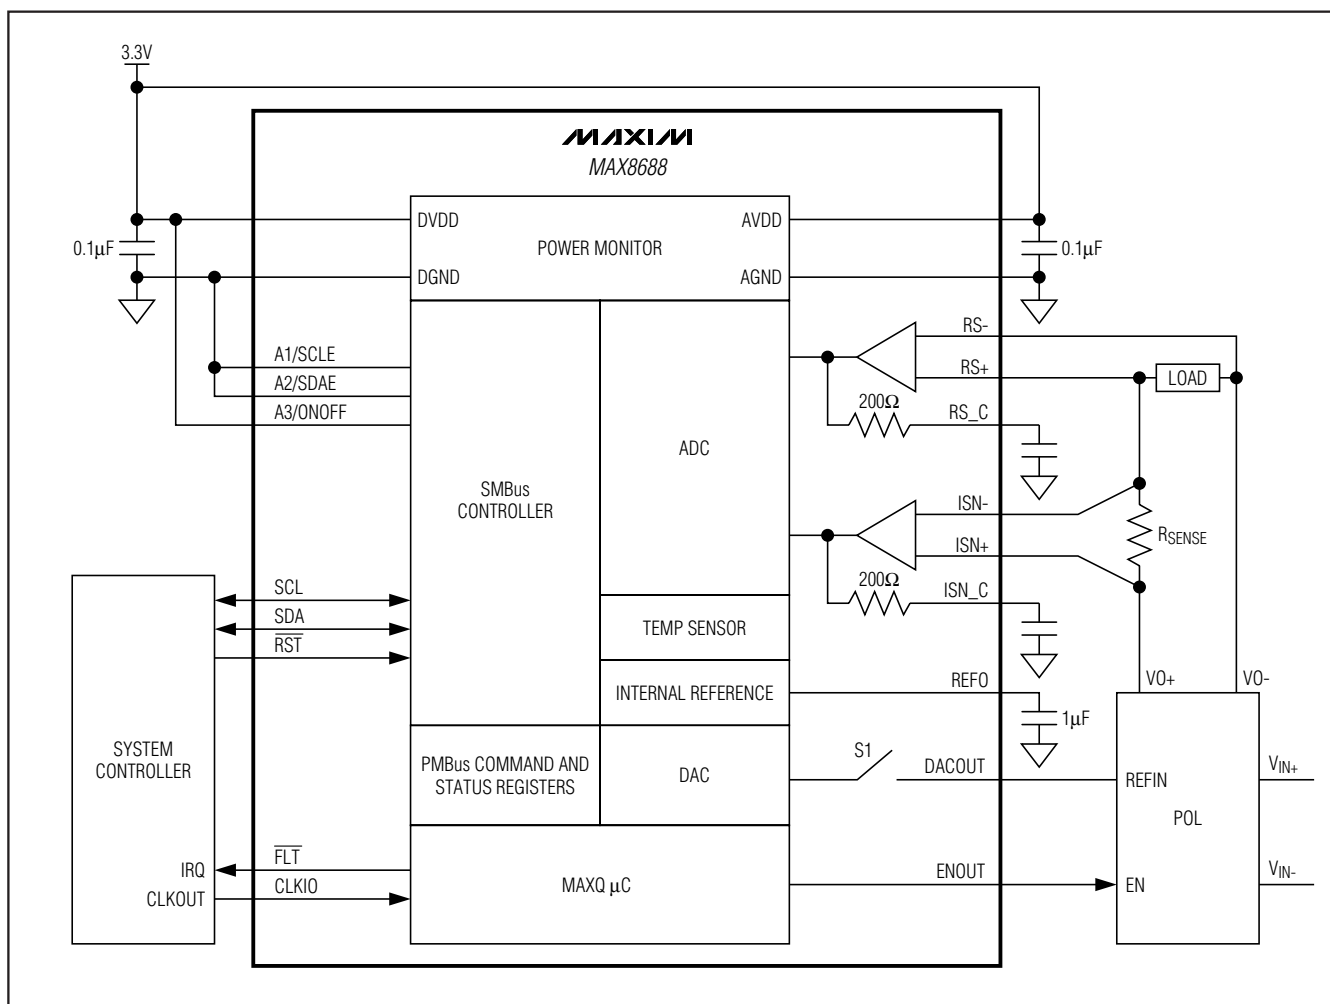 3.3V
MAXIM
MAX8688
DVDD
AVDD
0.1µF
POWER MONITOR
0.1µF
DGND
AGND
RS-
A1/SCLE
RS+
LOAD
A2/SDAE
200Ω
A3/ONOFF
RS_C
ADC
SMBus
CONTROLLER
ISN-
RSENSE
ISN+
200Ω
SCL
ISN_C
SDA
TEMP SENSOR
RST
VO+
VO-
REFO
INTERNAL REFERENCE
1µF
SYSTEM
CONTROLLER
PMBus COMMAND AND
STATUS REGISTERS
DAC
S1
DACOUT
REFIN
VIN+
POL
FLT
IRQ
MAXQ µC
ENOUT
EN
VIN-
CLKIO
CLKOUT